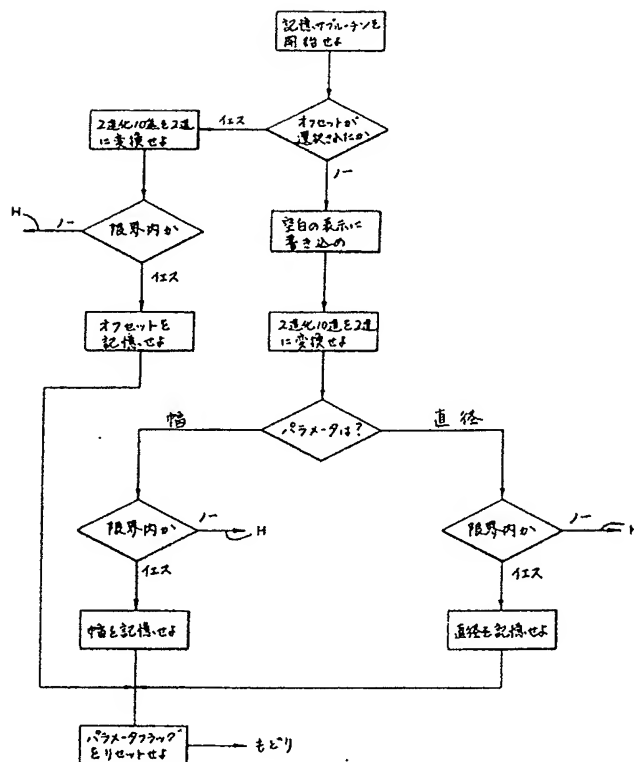 記憶サブルーチンを
開始せよ
オフセットが
選択されたか
イエス
2進化10進を2進
に変換せよ
ノー
H
ノー
限界内か
空白の表示に
書き込め
イエス
オフセットを
記憶せよ
2進化10進を2進
に変換せよ
幅
パラメータは?
直径
限界内か
ノー
H
限界内か
ノー
H
イエス
イエス
幅を記憶せよ
直径を記憶せよ
パラメータフラッグ
をリセットせよ
もどり